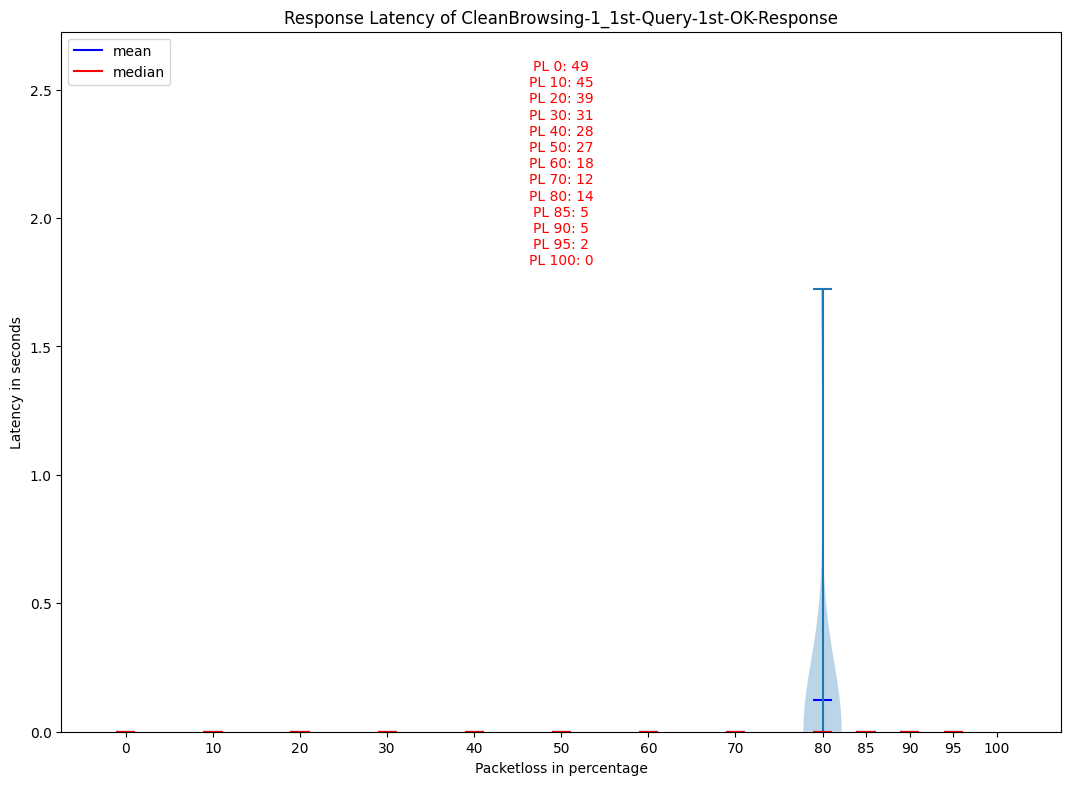 Response Latency of CleanBrowsing-1_1st-Query-1st-OK-Response
mean
median
PL 0: 49
PL 10: 45
PL 20: 39
PL 30: 31
PL 40: 28
PL 50: 27
PL 60: 18
PL 70: 12
PL 80: 14
PL 85: 5
PL 90: 5
PL 95: 2
PL 100: 0
2.5
2.0
1.5
1.0
0.5
0.0
Latency in seconds
0 10 20 30 40 50 60 70 80 85 90 95 100
Packetloss in percentage